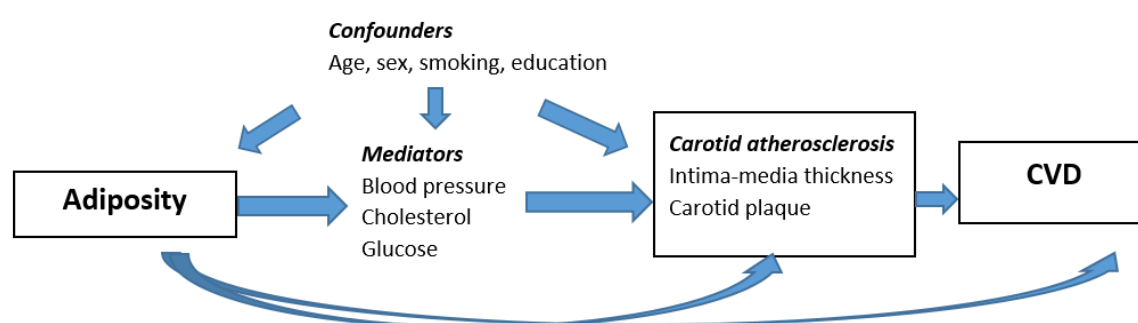 Confounders
Age, sex, smoking, education
Adiposity
Mediators
Blood pressure
Cholesterol
Glucose
Carotid atherosclerosis
Intima-media thickness
Carotid plaque
CVD